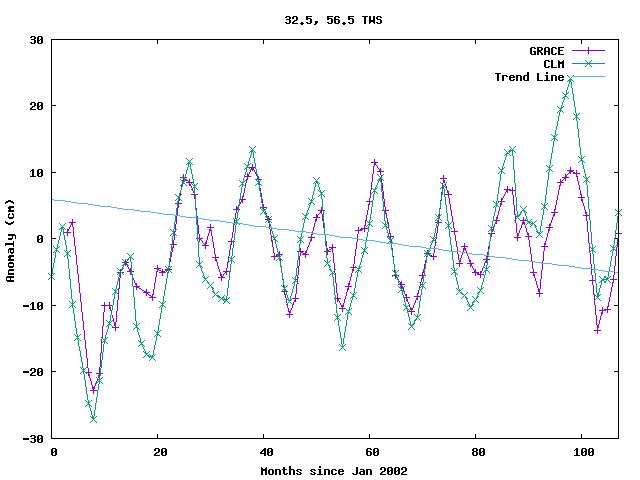 32.5, 56.5 TWS
GRACE
CLM
Trend Line
30
20
10
0
-10
-20
-30
Anomaly (cm)
0 20 40 60 80 100
Months since Jan 2002